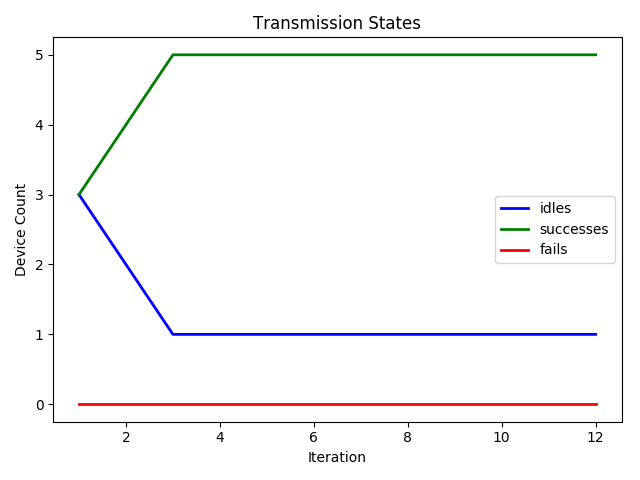 Transmission States
Device Count
5
4
3
2
1
0
idles
successes
fails
2 4 6 8 10 12
Iteration